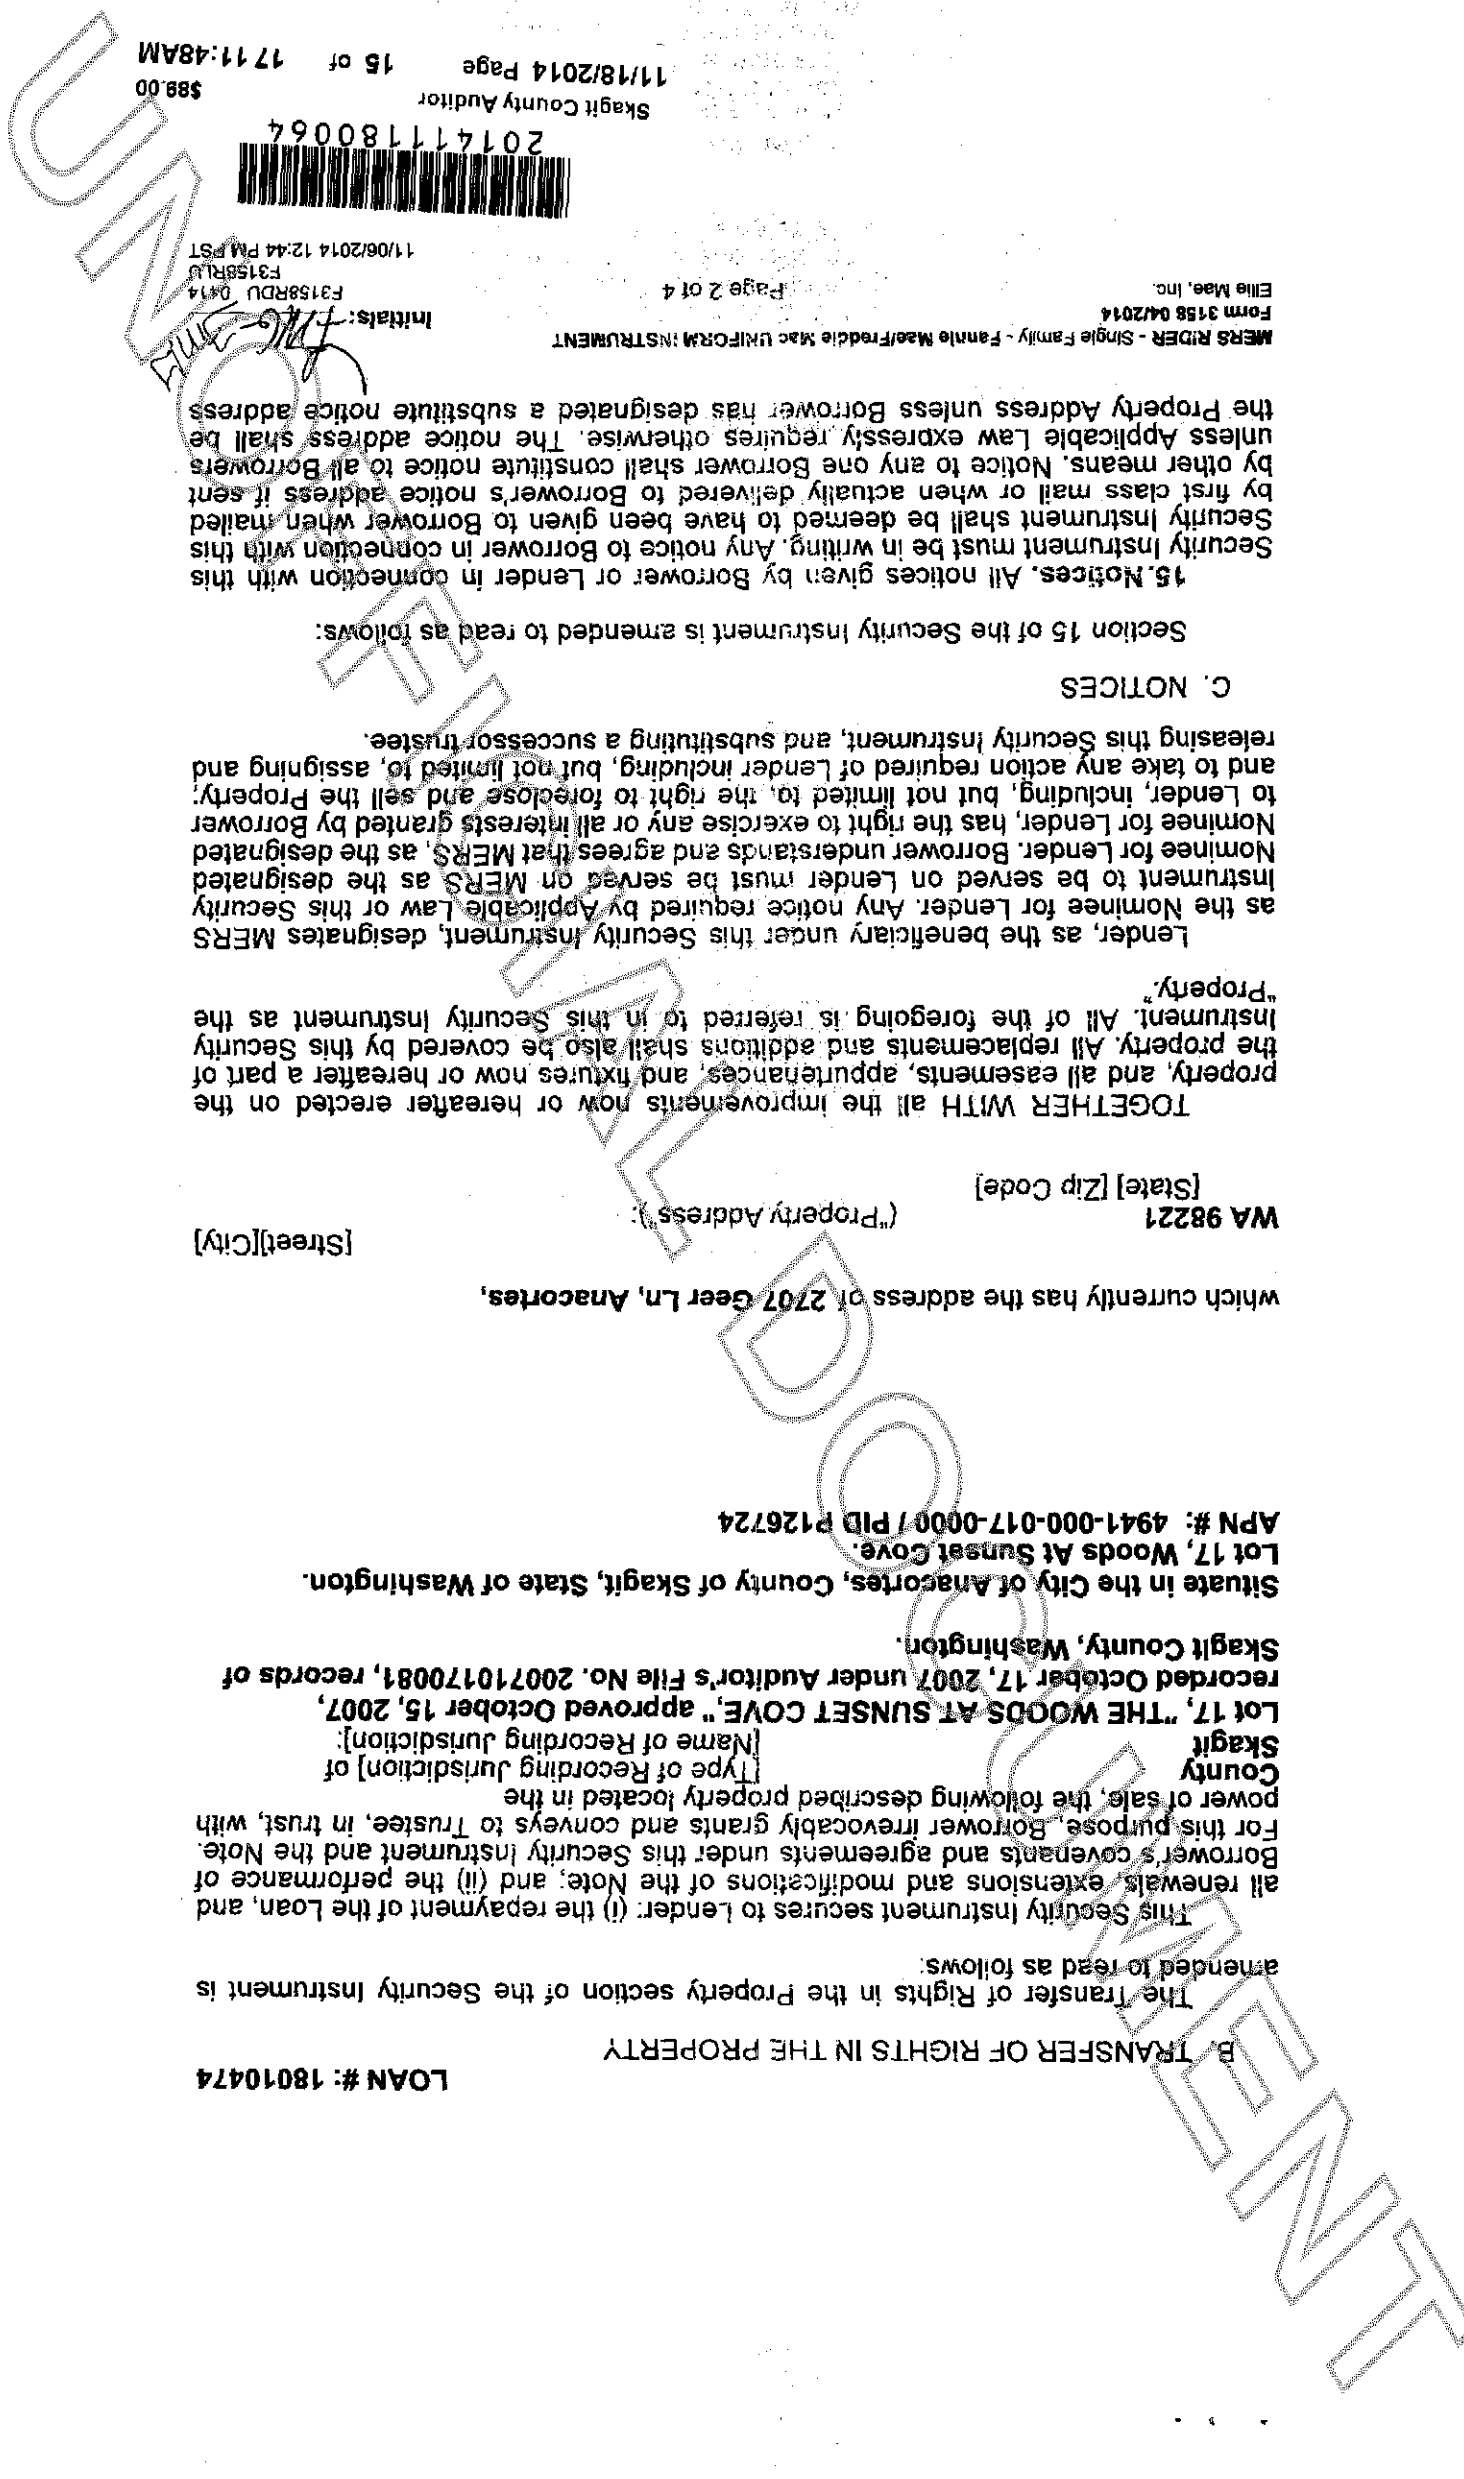 LOAN #: 18010474
B. TRANSFER OF RIGHTS IN THE PROPERTY
The Transfer of Rights in the Property section of the Security Instrument is
amended to read as follows:
This Security Instrument secures to Lender: (i) the repayment of the Loan, and
all renewals, extensions and modifications of the Note; and (ii) the performance of
Borrower's covenants and agreements under this Security Instrument and the Note.
For this purpose, Borrower irrevocably grants and conveys to Trustee, in trust, with
power of sale, the following described property located in the
County [Type of Recording Jurisdiction] of
Skagit [Name of Recording Jurisdiction]:
Lot 17, "THE WOODS AT SUNSET COVE," approved October 15, 2007,
recorded October 17, 2007 under Auditor's File No. 200710170081, records of
Skagit County, Washington.
Situate in the City of Anacortes, County of Skagit, State of Washington.
Lot 17, Woods At Sunset Cove.
APN #: 4941-000-017-0000 / PID P126724
which currently has the address of 2707 Geer Ln, Anacortes,
[Street][City]
WA 98221 ("Property Address"):
[State] [Zip Code]
TOGETHER WITH all the improvements now or hereafter erected on the
property, and all easements, appurtenances, and fixtures now or hereafter a part of
the property. All replacements and additions shall also be covered by this Security
Instrument. All of the foregoing is referred to in this Security Instrument as the
"Property."
Lender, as the beneficiary under this Security Instrument, designates MERS
as the Nominee for Lender. Any notice required by Applicable Law or this Security
Instrument to be served on Lender must be served on MERS as the designated
Nominee for Lender. Borrower understands and agrees that MERS, as the designated
Nominee for Lender, has the right to exercise any or all interests granted by Borrower
to Lender, including, but not limited to, the right to foreclose and sell the Property;
and to take any action required of Lender including, but not limited to, assigning and
releasing this Security Instrument, and substituting a successor trustee.
C. NOTICES
Section 15 of the Security Instrument is amended to read as follows:
15.Notices. All notices given by Borrower or Lender in connection with this
Security Instrument must be in writing. Any notice to Borrower in connection with this
Security Instrument shall be deemed to have been given to Borrower when mailed
by first class mail or when actually delivered to Borrower's notice address if sent
by other means. Notice to any one Borrower shall constitute notice to all Borrowers
unless Applicable Law expressly requires otherwise. The notice address shall be
the Property Address unless Borrower has designated a substitute notice address
MERS RIDER - Single Family - Fannie Mae/Freddie Mac UNIFORM INSTRUMENT
Form 3158 04/2014 Initials:
Ellie Mae, Inc. Page 2 of 4 F3158RDU 0414
F3158RLU
11/06/2014 12:44 PM PST
201411180064
Skagit County Auditor $89.00
11/18/2014 Page 15 of 17 11:48AM
UNOFFICIAL DOCUMENT